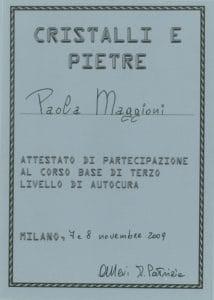 CRISTALLI E
PIETRE
Paola Maggioni
ATTESTATO DI PARTECIPAZIONE
AL CORSO BASE DI TERZO
LIVELLO DI AUTOCURA
MILANO, 7 e 8 novembre 2009
Patrizia